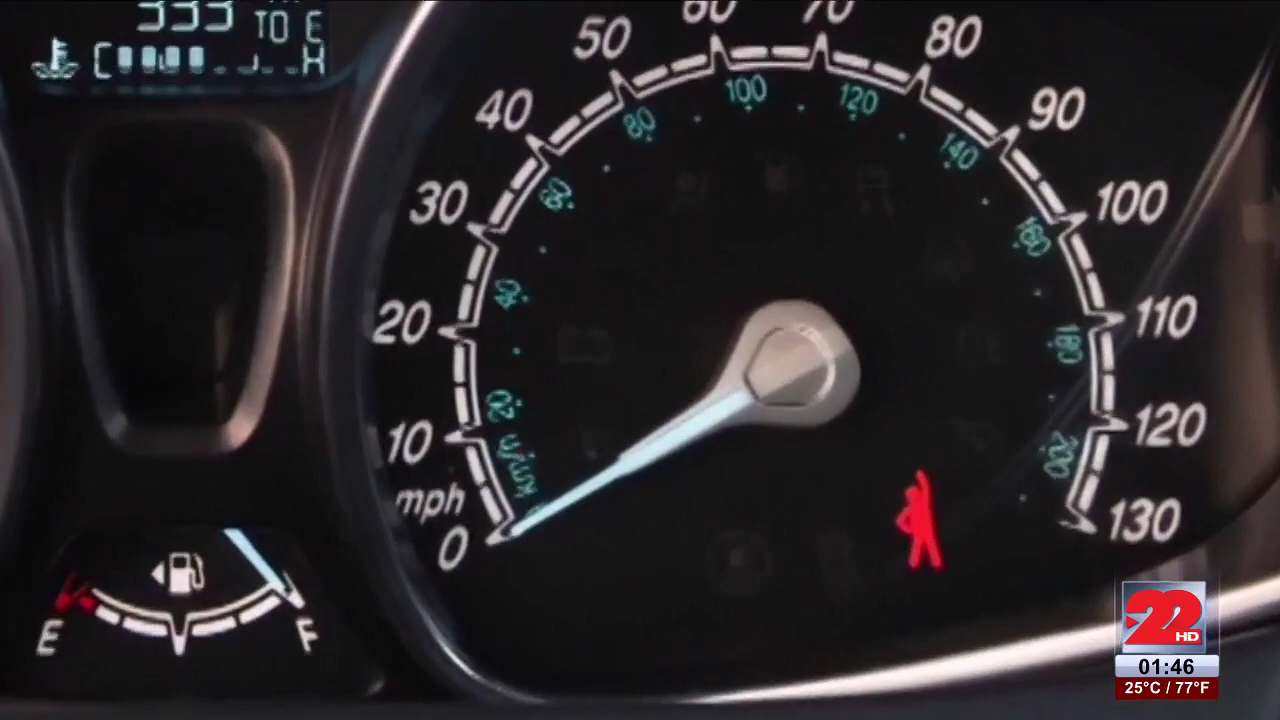 333
TO E
C H
50 60 70 80
40 90
30 100
20 110
10 120
mph
0 130
80 100 120 140
60 160
40 180
20 200
km/h
E F
22
HD
01:46
25°C / 77°F